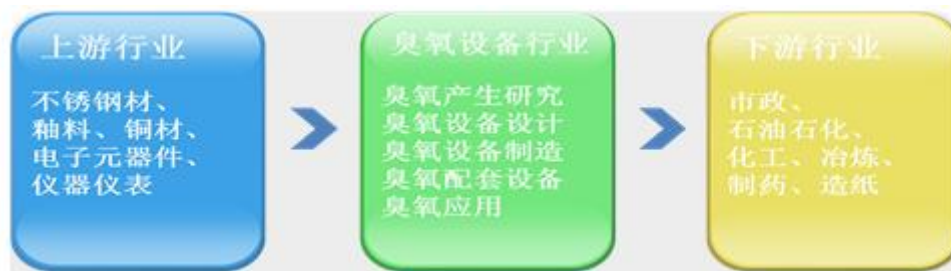 上游行业
不锈钢材、
釉料、铜材、
电子元器件、
仪器仪表
臭氧设备行业
臭氧产生研究
臭氧设备设计
臭氧设备制造
臭氧配套设备
臭氧应用
下游行业
市政、
石油石化、
化工、冶炼、
制药、造纸